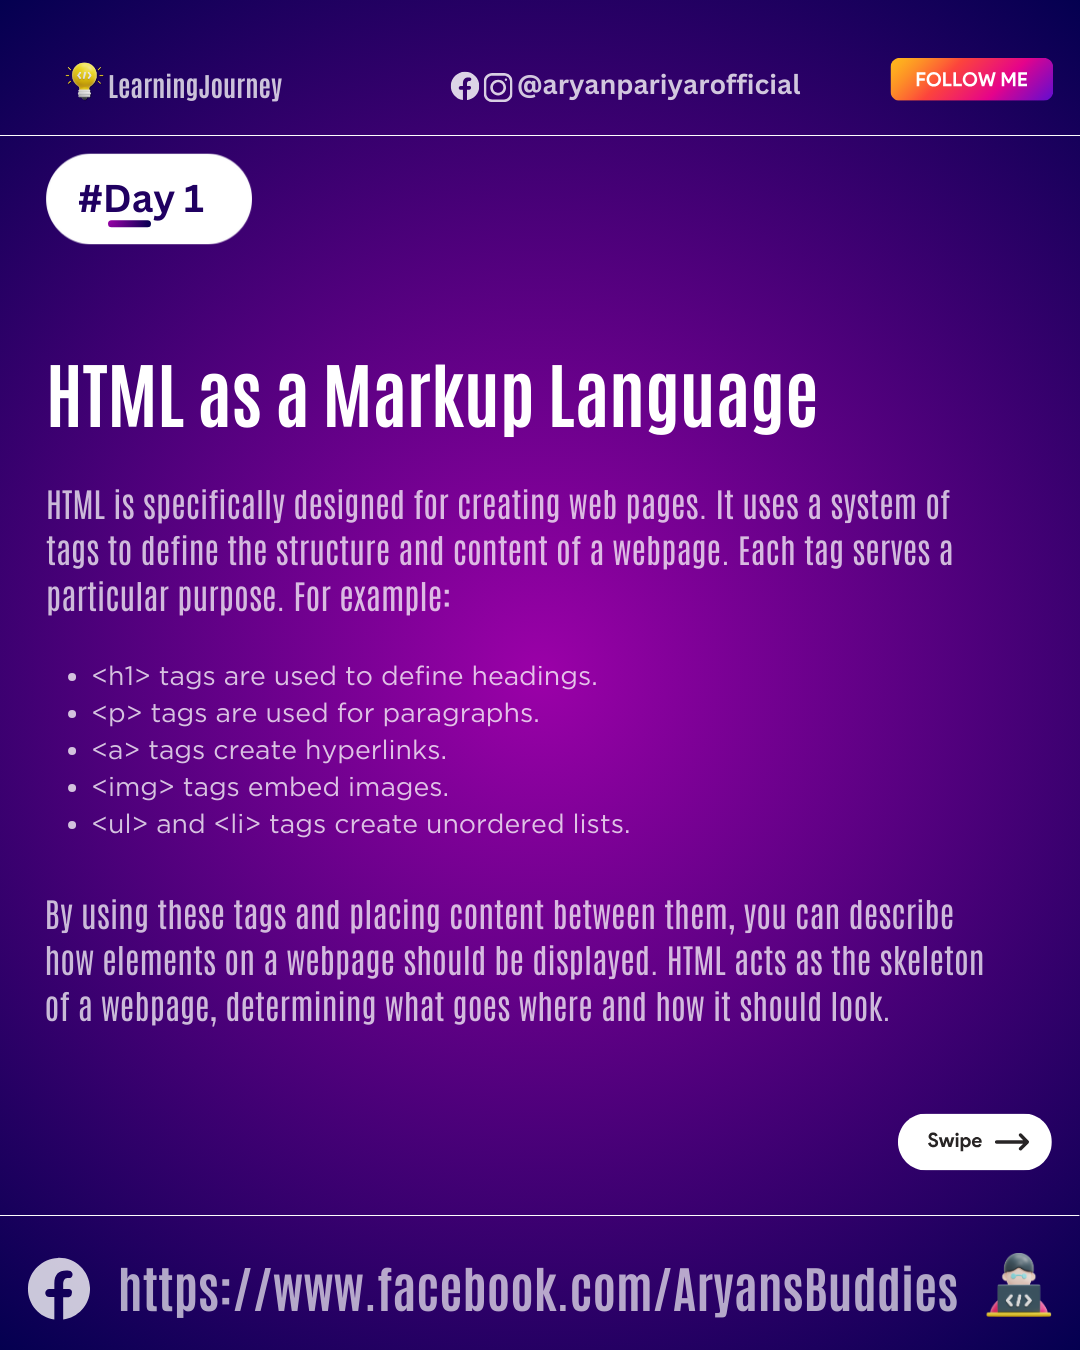 LearningJourney
@aryanpariyarofficial
FOLLOW ME
#Day 1
HTML as a Markup Language
HTML is specifically designed for creating web pages. It uses a system of
tags to define the structure and content of a webpage. Each tag serves a
particular purpose. For example:
• <h1> tags are used to define headings.
• <p> tags are used for paragraphs.
• <a> tags create hyperlinks.
• <img> tags embed images.
• <ul> and <li> tags create unordered lists.
By using these tags and placing content between them, you can describe
how elements on a webpage should be displayed. HTML acts as the skeleton
of a webpage, determining what goes where and how it should look.
Swipe
https://www.facebook.com/AryansBuddies